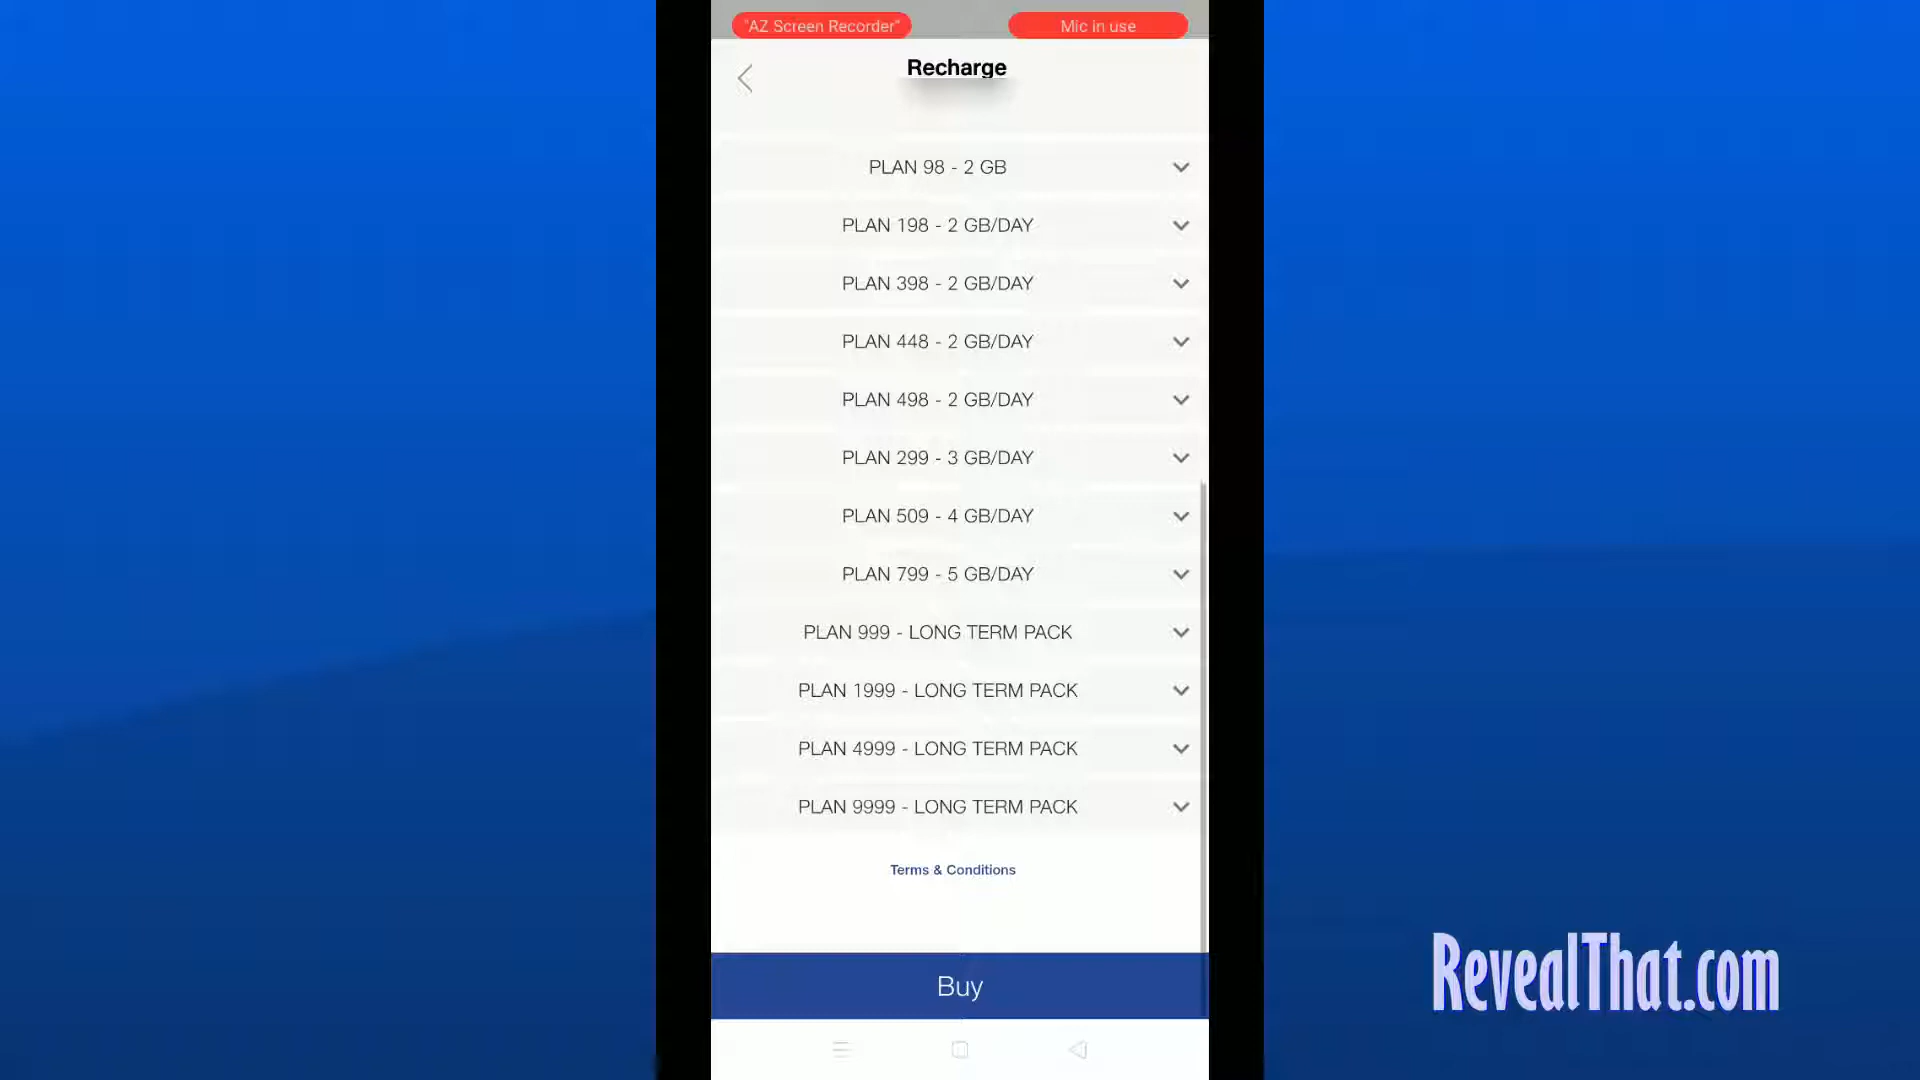 "AZ Screen Recorder"
Mic in use
Recharge
PLAN 98 - 2 GB
PLAN 198 - 2 GB/DAY
PLAN 398 - 2 GB/DAY
PLAN 448 - 2 GB/DAY
PLAN 498 - 2 GB/DAY
PLAN 299 - 3 GB/DAY
PLAN 509 - 4 GB/DAY
PLAN 799 - 5 GB/DAY
PLAN 999 - LONG TERM PACK
PLAN 1999 - LONG TERM PACK
PLAN 4999 - LONG TERM PACK
PLAN 9999 - LONG TERM PACK
Terms & Conditions
Buy
RevealThat.com